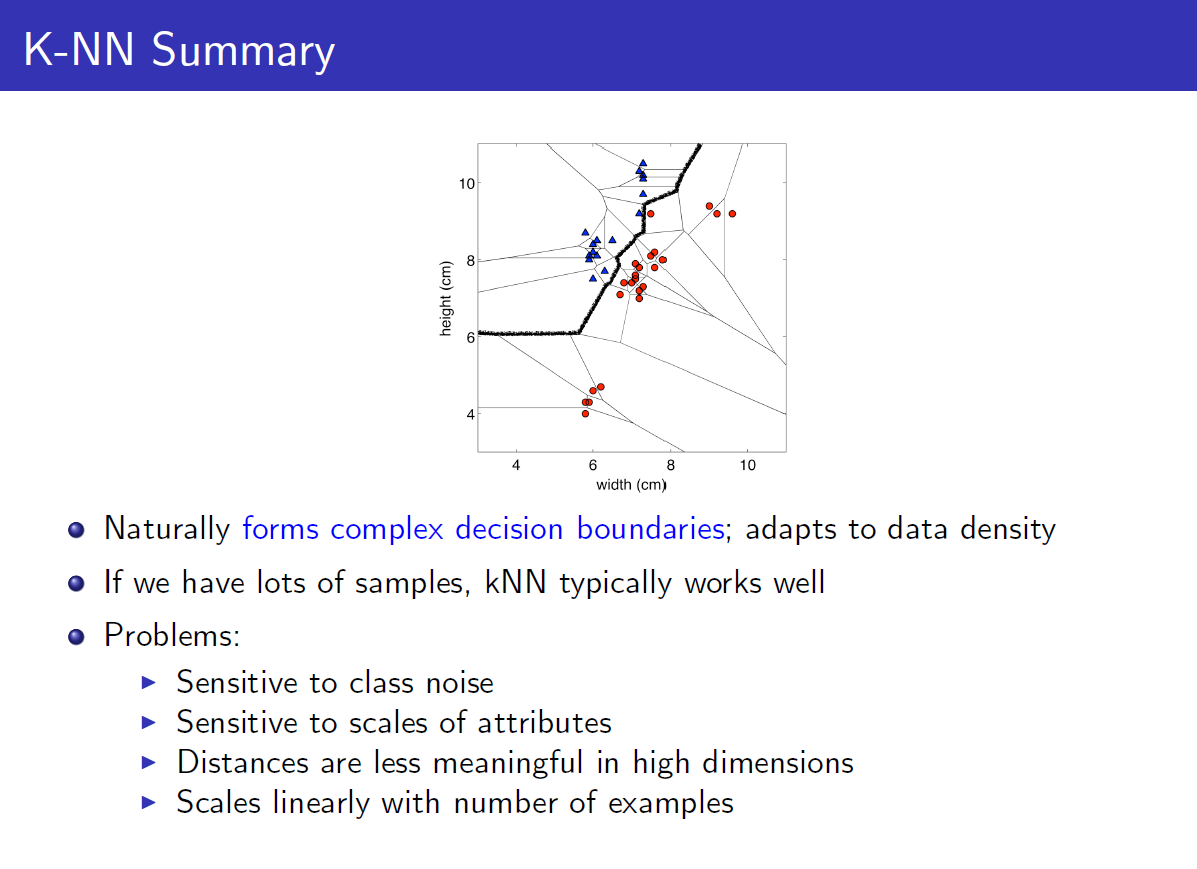 K-NN Summary
10
8
6
4
height (cm)
4 6 8 10
width (cm)
Naturally forms complex decision boundaries; adapts to data density
If we have lots of samples, kNN typically works well
Problems:
Sensitive to class noise
Sensitive to scales of attributes
Distances are less meaningful in high dimensions
Scales linearly with number of examples